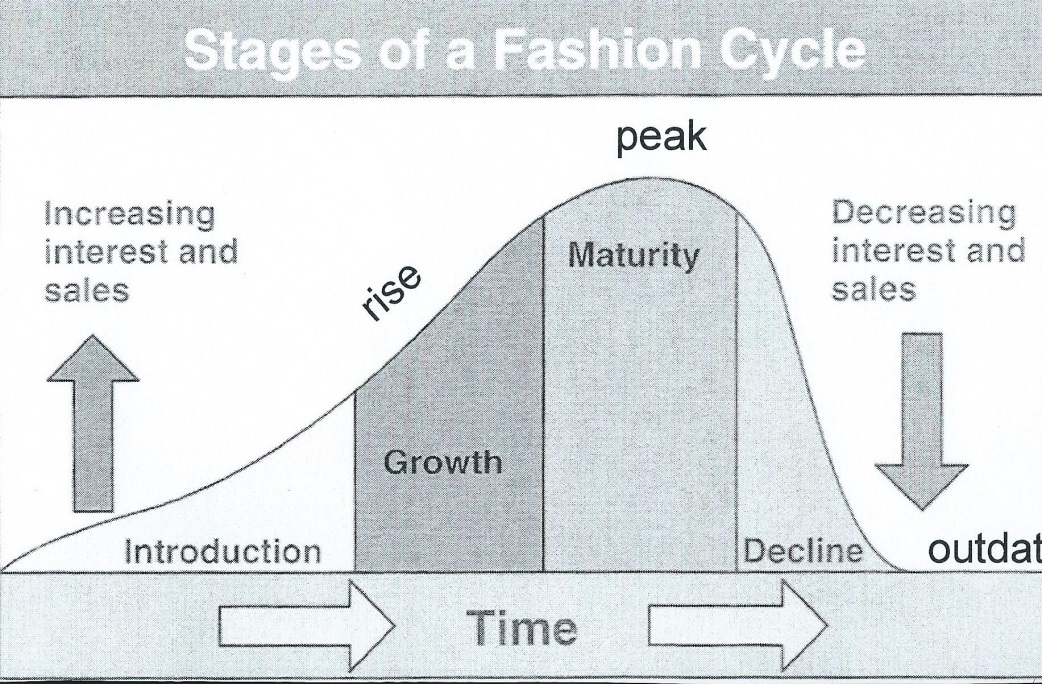 Stages of a Fashion Cycle
peak
Increasing
interest and
sales
Decreasing
interest and
sales
rise
Maturity
Growth
Introduction
Decline
outdat
Time